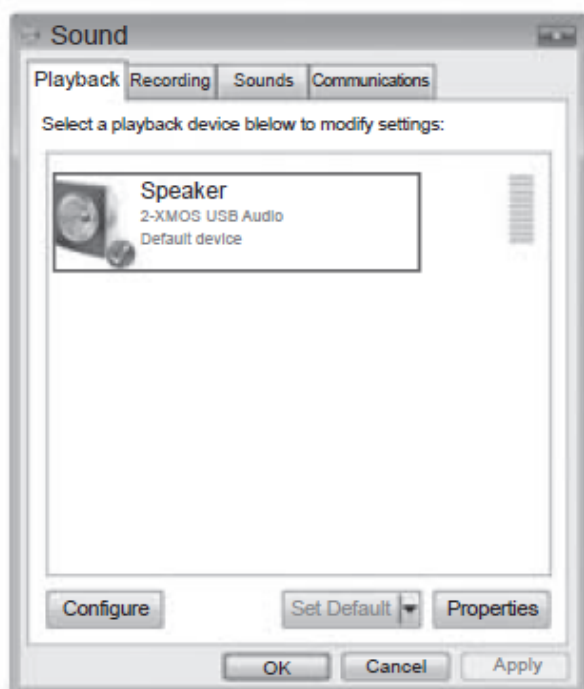 Sound
Playback Recording Sounds Communications
Select a playback device blelow to modify settings:
Speaker
2-XMOS USB Audio
Default device
Configure Set Default Properties
OK Cancel Apply